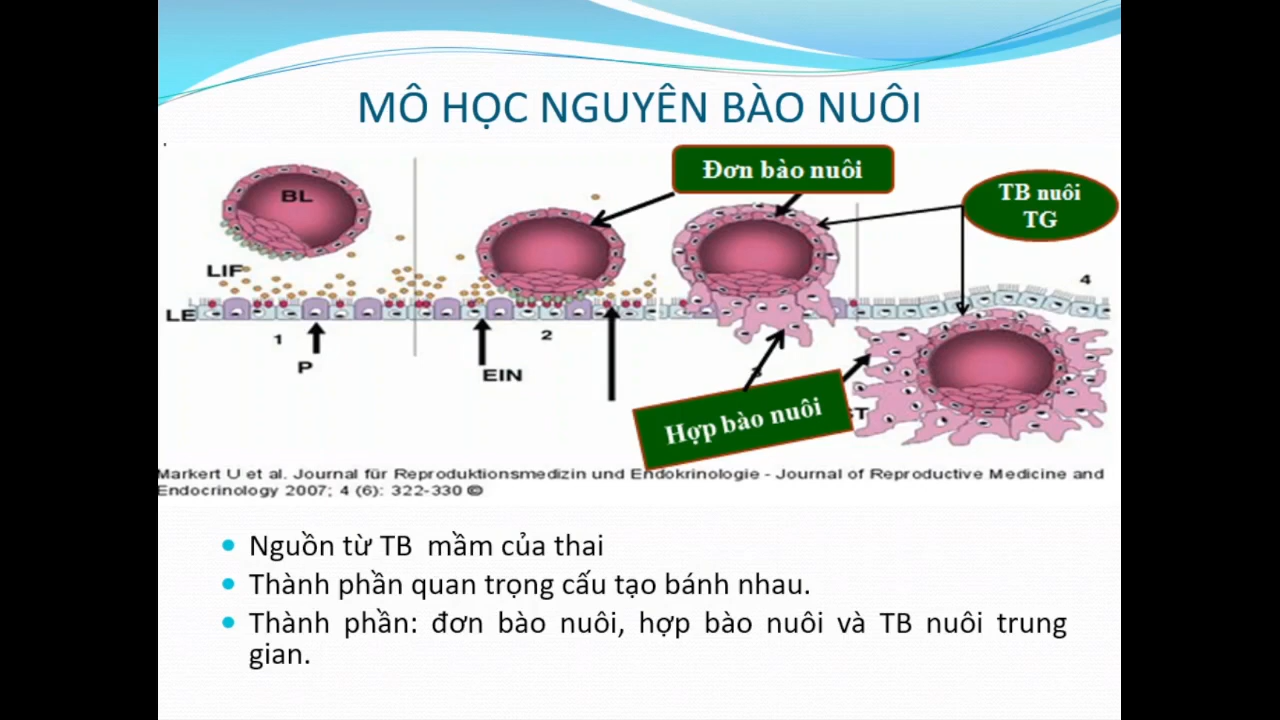 MÔ HỌC NGUYÊN BÀO NUÔI
Đơn bào nuôi
TB nuôi
TG
BL
LIF
LE
1
P
2
EIN
4
Hợp bào nuôi
Markert U et al. Journal für Reproduktionsmedizin und Endokrinologie - Journal of Reproductive Medicine and
Endocrinology 2007; 4 (6): 322-330 ©
• Nguồn từ TB mầm của thai
• Thành phần quan trọng cấu tạo bánh nhau.
• Thành phần: đơn bào nuôi, hợp bào nuôi và TB nuôi trung
gian.